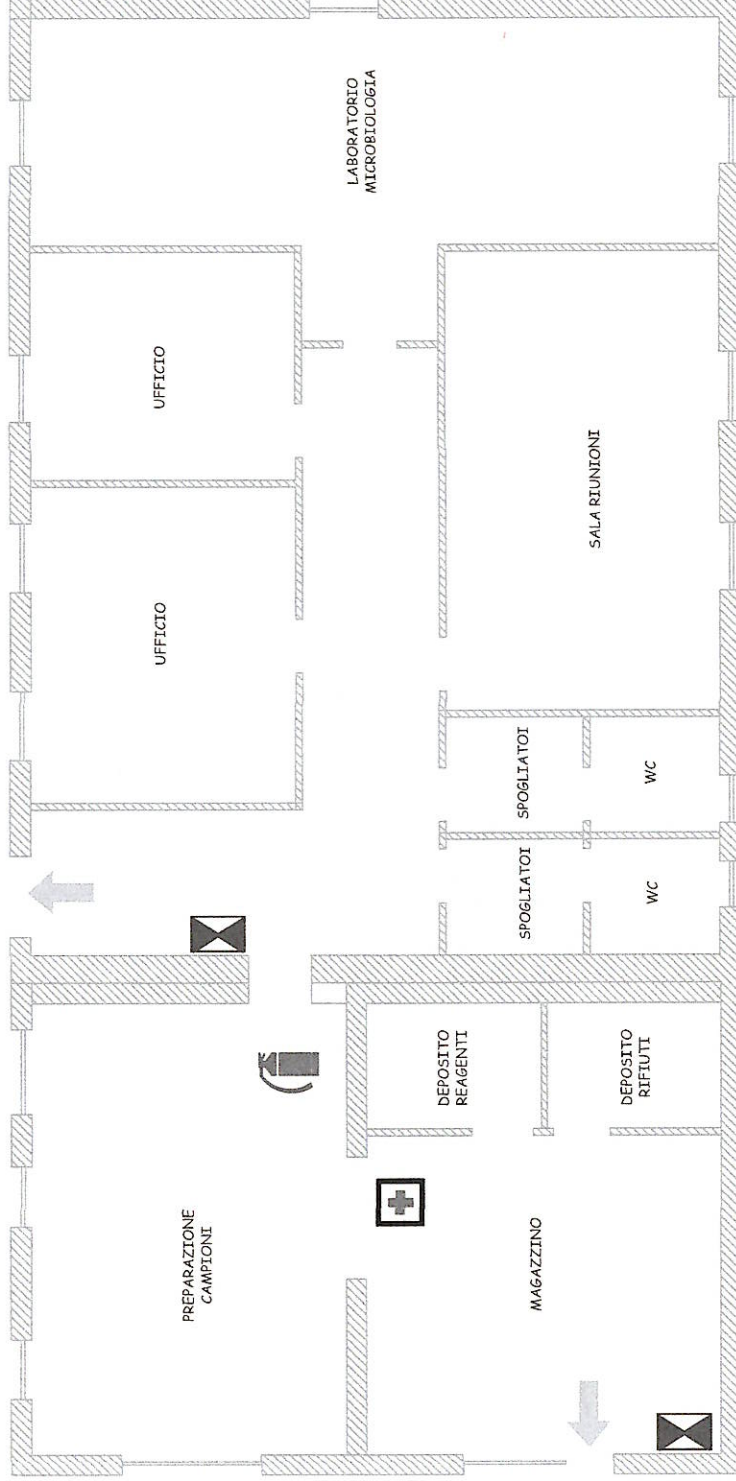 UFFICIO
UFFICIO
PREPARAZIONE
CAMPIONI
LABORATORIO
MICROBIOLOGIA
DEPOSITO
REAGENTI
MAGAZZINO
SPOGLIATOI
SPOGLIATOI
SALA RIUNIONI
DEPOSITO
RIFIUTI
WC
WC